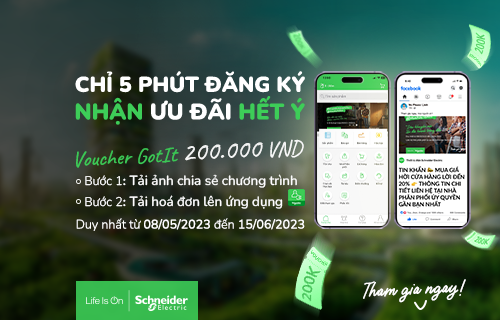 CHỈ 5 PHÚT ĐĂNG KÝ
NHẬN ƯU ĐÃI HẾT Ý
Voucher GotIt 200.000 VND
Bước 1: Tải ảnh chia sẻ chương trình
Bước 2: Tải hoá đơn lên ứng dụng
Duy nhất từ 08/05/2023 đến 15/06/2023
Life Is On
Schneider
Electric
facebook
TIN KHẨN MUA GIÁ
HỜI CỬA HÀNG LỜI ĐẾN
20% THÔNG TIN CHI
TIẾT LIÊN HỆ TẠI NHÀ
PHÂN PHỐI ỦY QUYỀN
GẦN BẠN NHẤT
200K
200K
Tham gia ngay!